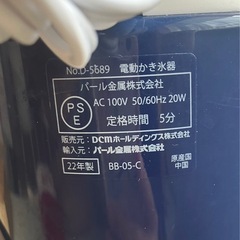 No.D-5689 電動かき氷器
パール金属株式会社
PS
E
AC 100V 50/60Hz 20W
定格時間 5分
販売元：DCMホールディングス株式会社
輸入元：パール金属株式会社
22年製 BB-05-C 原産国
中国